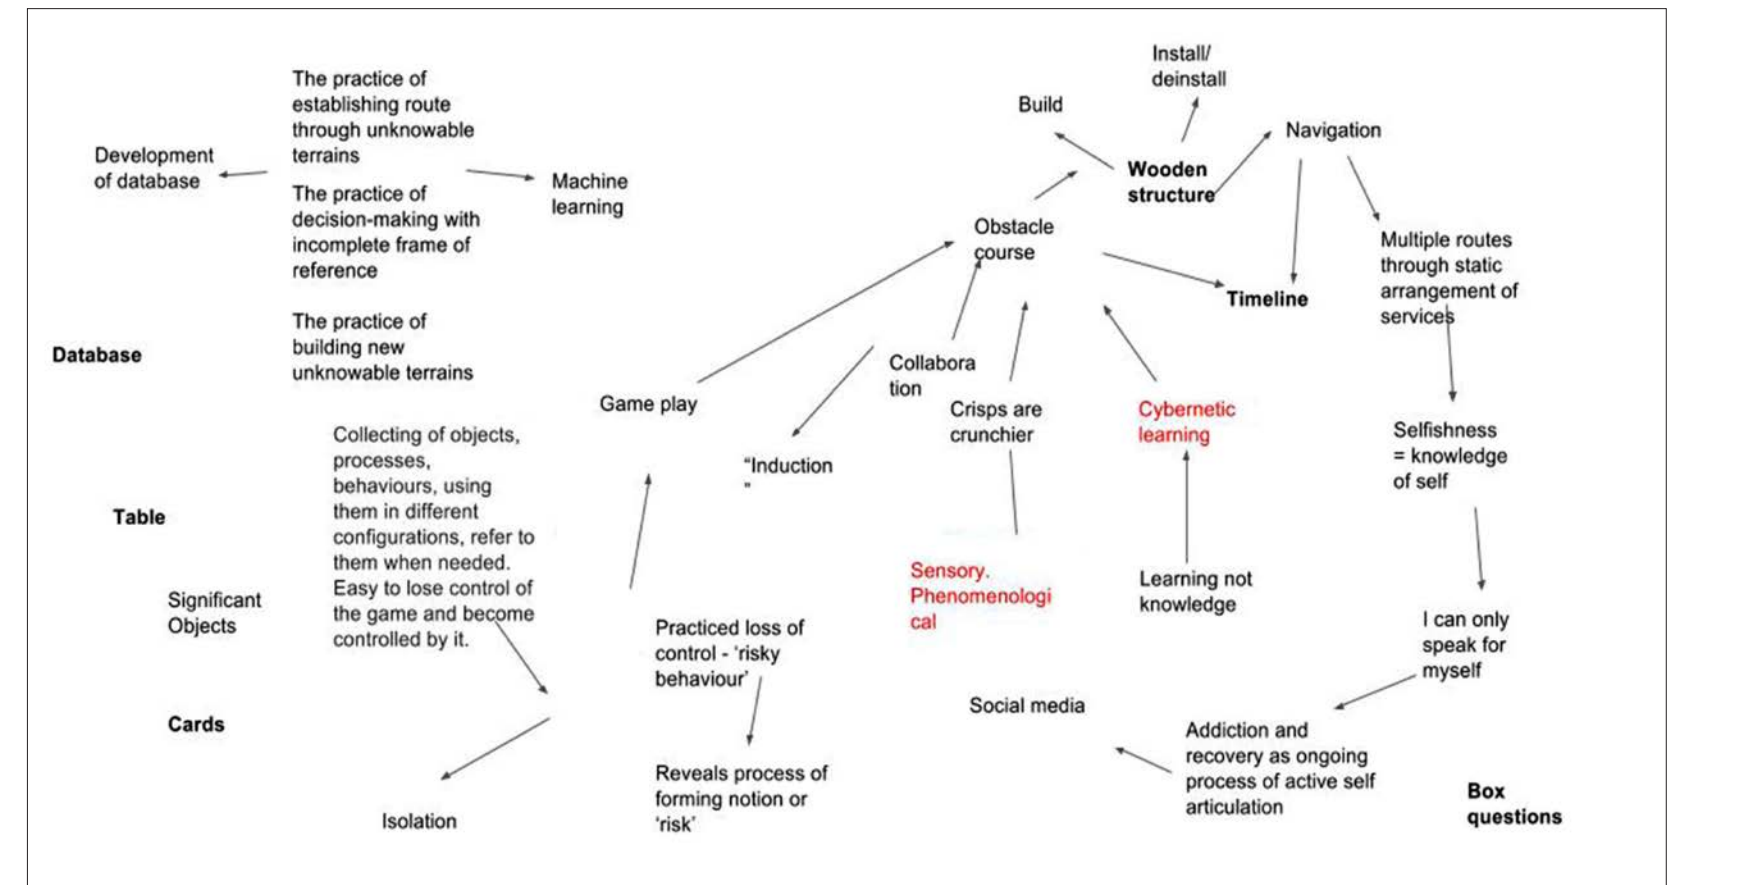 The practice of
establishing route
through unknowable
terrains
Development
of database
Machine
learning
The practice of
decision-making with
incomplete frame of
reference
The practice of
building new
unknowable terrains
Database
Collecting of objects,
processes,
behaviours, using
them in different
configurations, refer to
them when needed.
Easy to lose control of
the game and become
controlled by it.
Table
Significant
Objects
Cards
Isolation
Game play
"Induction
"
Practiced loss of
control - 'risky
behaviour'
Reveals process of
forming notion or
'risk'
Install/
deinstall
Build
Wooden
structure
Navigation
Obstacle
course
Timeline
Multiple routes
through static
arrangement of
services
Collabora
tion
Crisps are
crunchier
Cybernetic
learning
Selfishness
= knowledge
of self
Sensory.
Phenomenologi
cal
Learning not
knowledge
I can only
speak for
myself
Social media
Addiction and
recovery as ongoing
process of active self
articulation
Box
questions